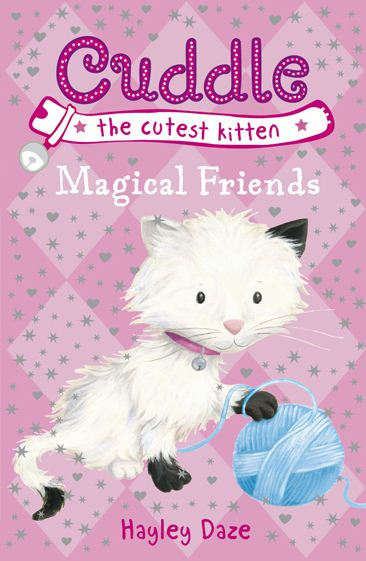 Cuddle
the cutest kitten
Magical Friends
Hayley Daze